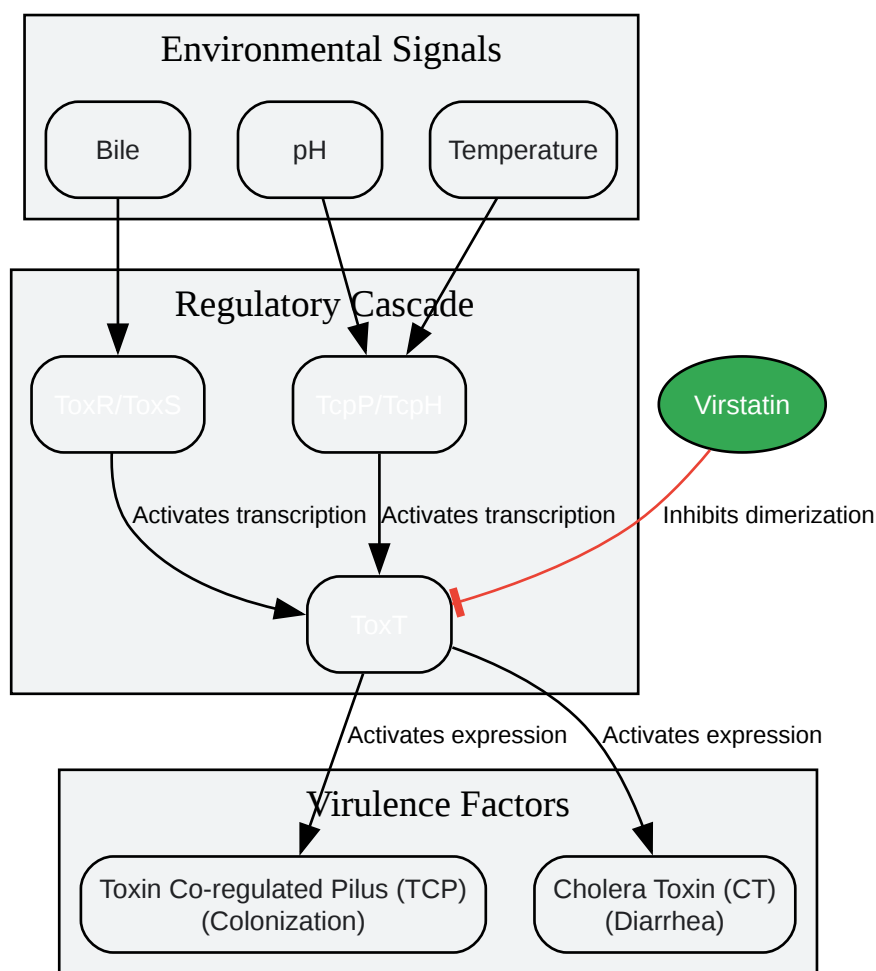 Environmental Signals
Bile
pH
Temperature
Regulatory Cascade
ToxR/ToxS
TcpP/TcpH
Virstatin
Activates transcription
Activates transcription
Inhibits dimerization
ToxT
Activates expression
Activates expression
Virulence Factors
Toxin Co-regulated Pilus (TCP)
(Colonization)
Cholera Toxin (CT)
(Diarrhea)